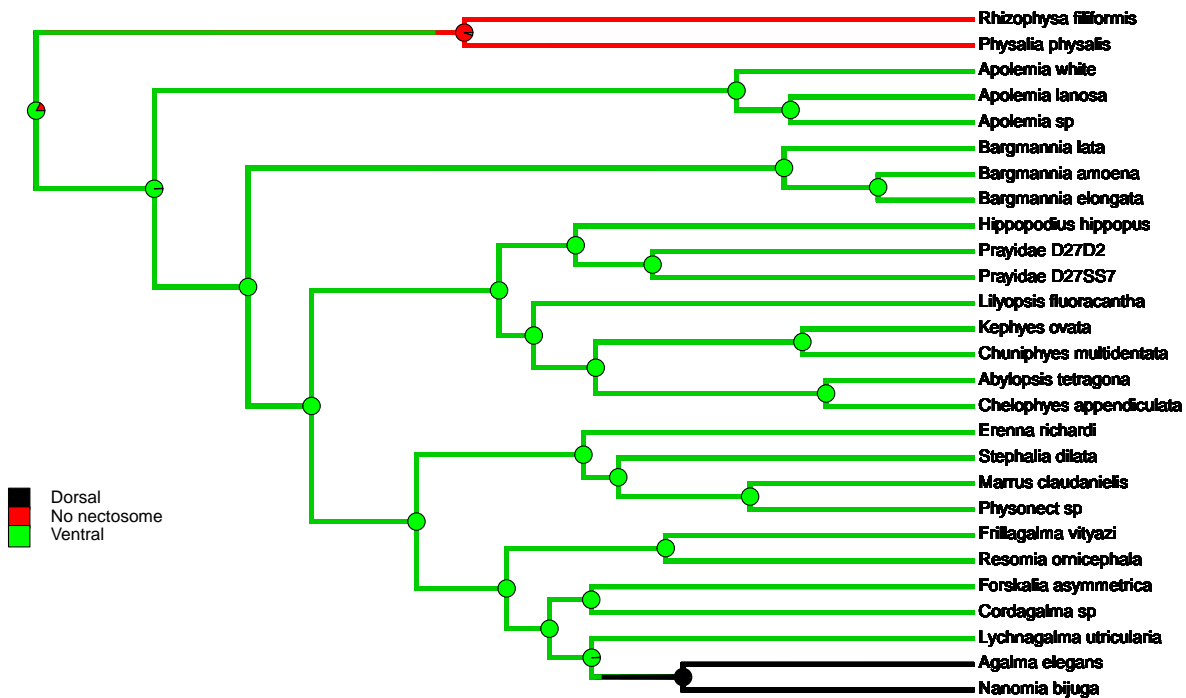 Rhizophysa filiformis
Physalia physalis
Apolemia white
Apolemia lanosa
Apolemia sp
Bargmannia lata
Bargmannia amoena
Bargmannia elongata
Hippopodius hippopus
Prayidae D27D2
Prayidae D27SS7
Lilyopsis fluoracantha
Kephyes ovata
Chuniphyes multidentata
Abylopsis tetragona
Chelophyes appendiculata
Erenna richardi
Stephalia dilata
Marrus claudanielis
Physonect sp
Frillagalma vityazi
Resomia ornicephala
Forskalia asymmetrica
Cordagalma sp
Lychnagalma utricularia
Agalma elegans
Nanomia bijuga
Dorsal
No nectosome
Ventral